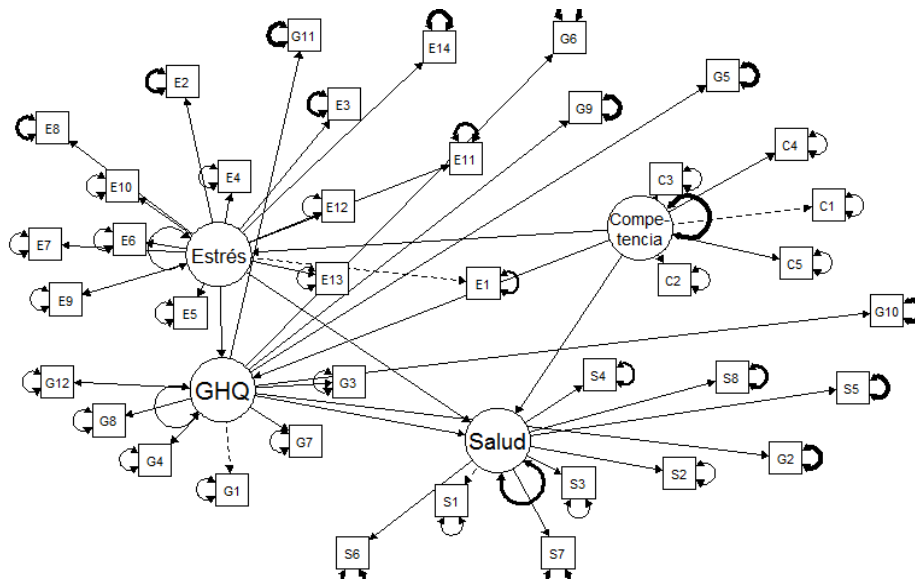 G11
E14
G6
E2
G5
E3
G9
E8
C4
E11
E4
C3
E10
E12
Compe-
tencia
C1
E6
E7
Estrés
C5
E13
C2
E1
E9
E5
G10
G12
GHQ
G3
S4
S8
S5
G8
G7
Salud
G4
G2
S2
G1
S1
S3
S6
S7